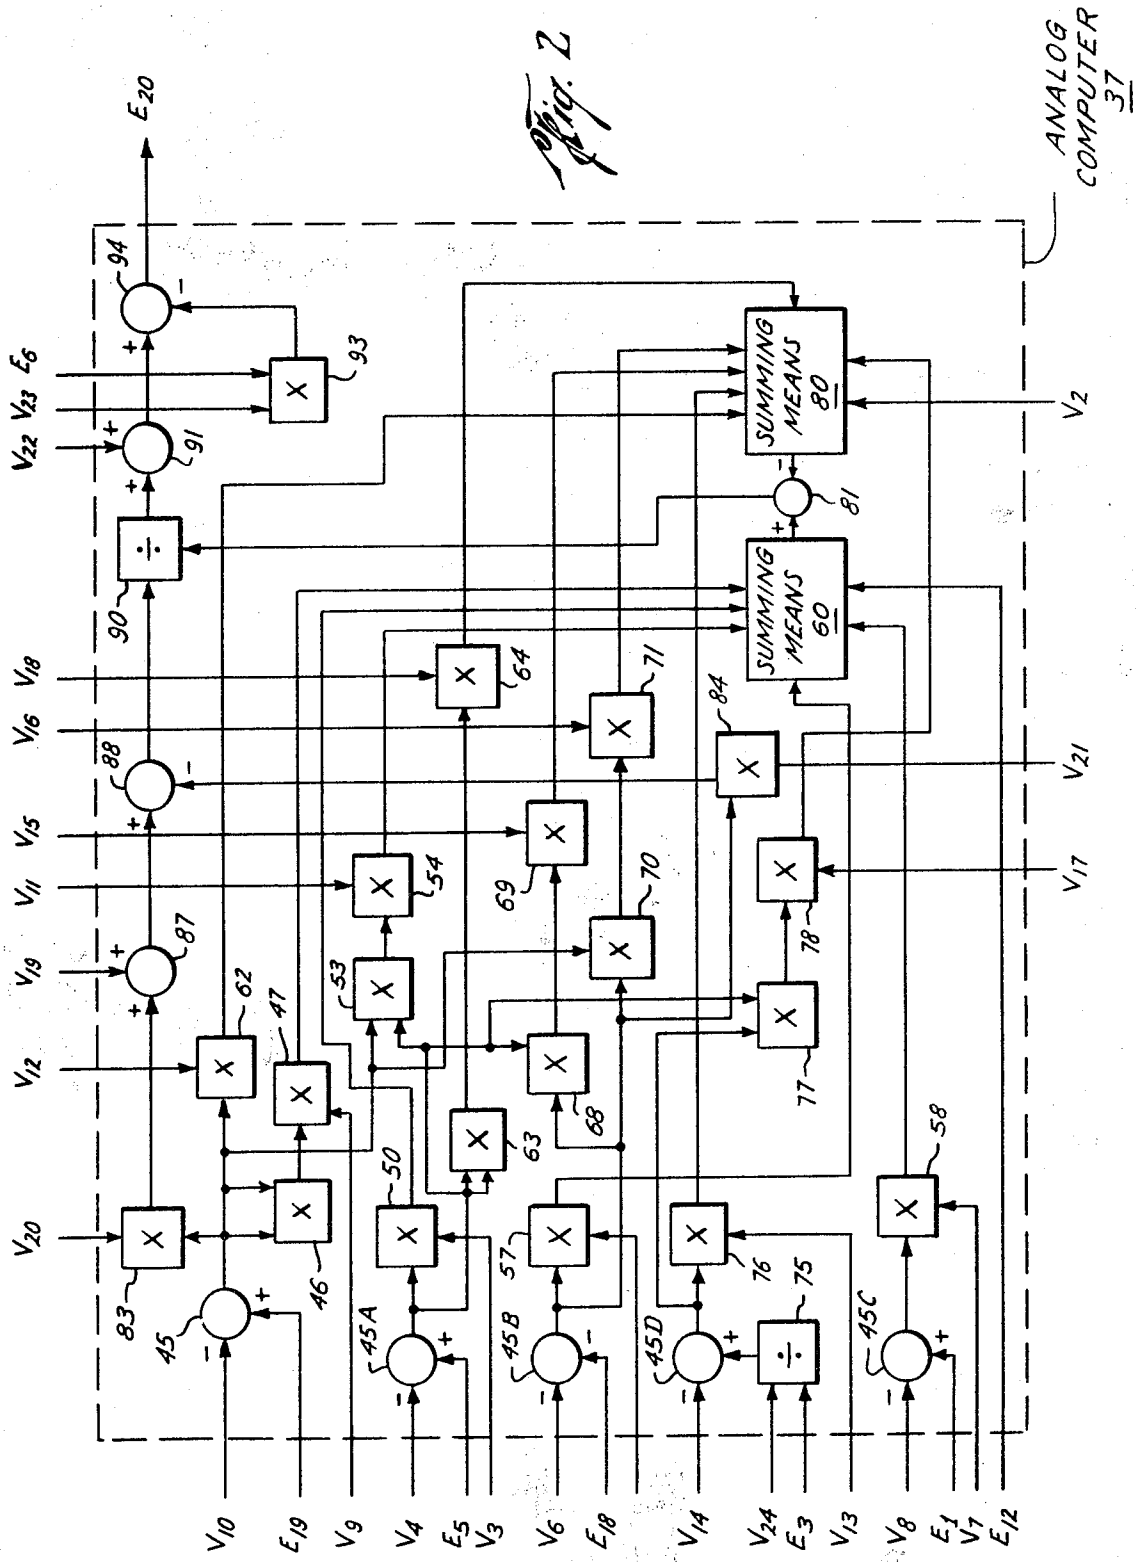 Fig. 2
ANALOG
COMPUTER
37
E20
V22
V23
E6
V18
V16
V15
V11
V19
V12
V20
94
+
-
93
X
91
+
+
90
÷
88
+
-
87
+
+
83
X
62
X
47
X
46
X
45
-
+
54
X
53
X
50
X
45A
-
+
64
X
63
X
69
X
68
X
57
X
45B
-
-
71
X
70
X
84
X
78
X
77
X
76
X
75
÷
45D
-
+
58
X
45C
-
+
SUMMING
MEANS
80
-
81
+
SUMMING
MEANS
60
V2
V21
V17
V10
E19
V9
V4
E5
V3
V6
E18
V14
V24
E3
V13
V8
E1
V7
E12